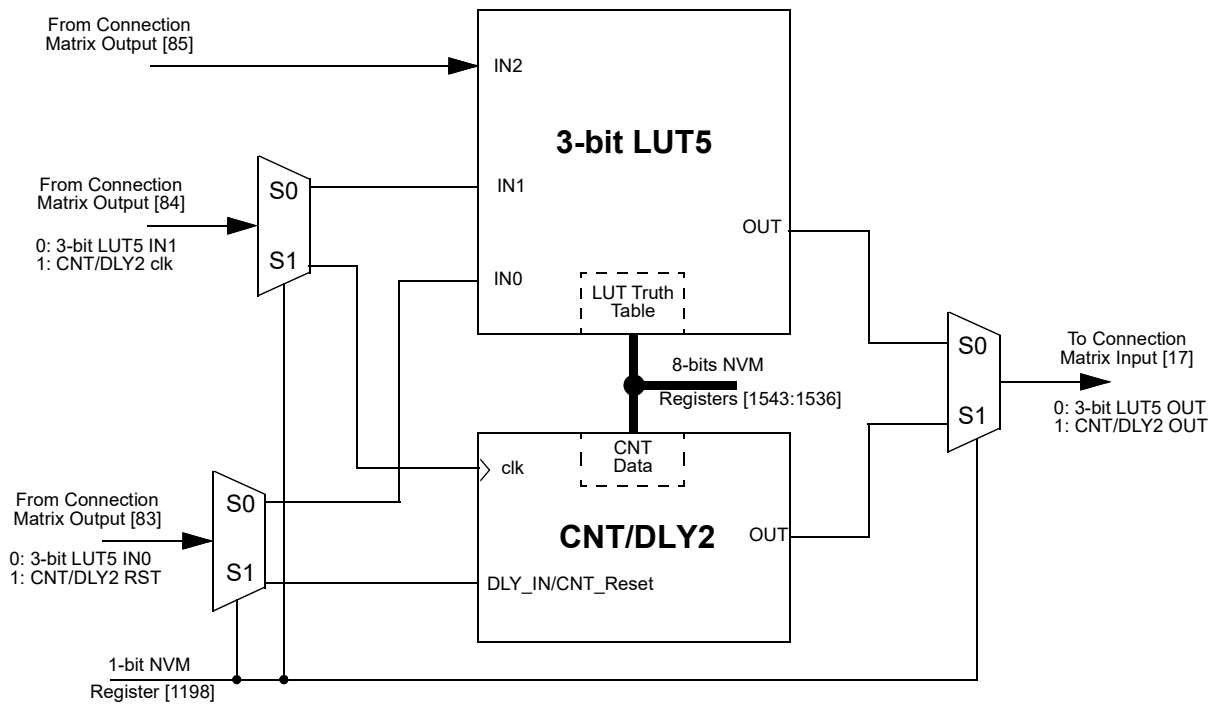 From Connection
Matrix Output [85]
IN2
3-bit LUT5
From Connection
Matrix Output [84]
0: 3-bit LUT5 IN1
1: CNT/DLY2 clk
S0
S1
IN1
OUT
IN0
LUT Truth
Table
8-bits NVM
Registers [1543:1536]
S0
S1
To Connection
Matrix Input [17]
0: 3-bit LUT5 OUT
1: CNT/DLY2 OUT
CNT
Data
clk
From Connection
Matrix Output [83]
0: 3-bit LUT5 IN0
1: CNT/DLY2 RST
S0
S1
CNT/DLY2
OUT
DLY_IN/CNT_Reset
1-bit NVM
Register [1198]